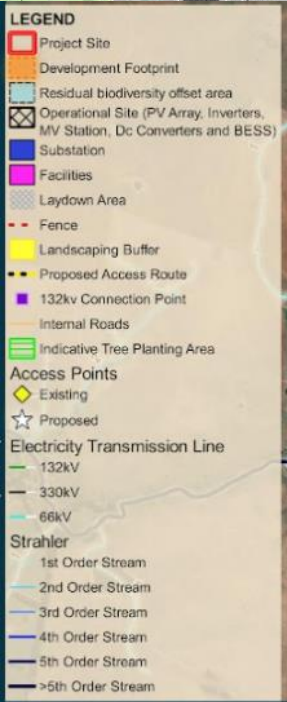 LEGEND
Project Site
Development Footprint
Residual biodiversity offset area
Operational Site (PV Array, Inverters,
MV Station, Dc Converters and BESS)
Substation
Facilities
Laydown Area
Fence
Landscaping Buffer
Proposed Access Route
132kv Connection Point
Internal Roads
Indicative Tree Planting Area
Access Points
Existing
Proposed
Electricity Transmission Line
132kV
330kV
66kV
Strahler
1st Order Stream
2nd Order Stream
3rd Order Stream
4th Order Stream
5th Order Stream
>5th Order Stream